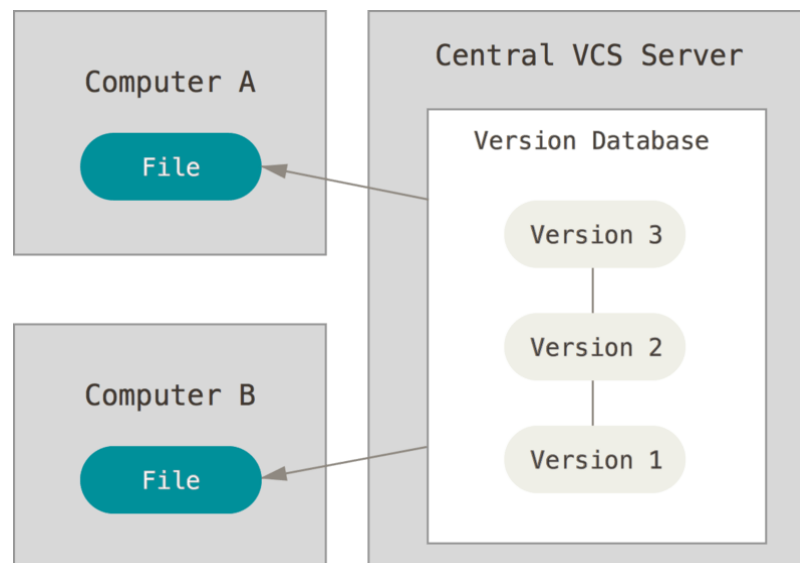 Computer A
File
Computer B
File
Central VCS Server
Version Database
Version 3
Version 2
Version 1